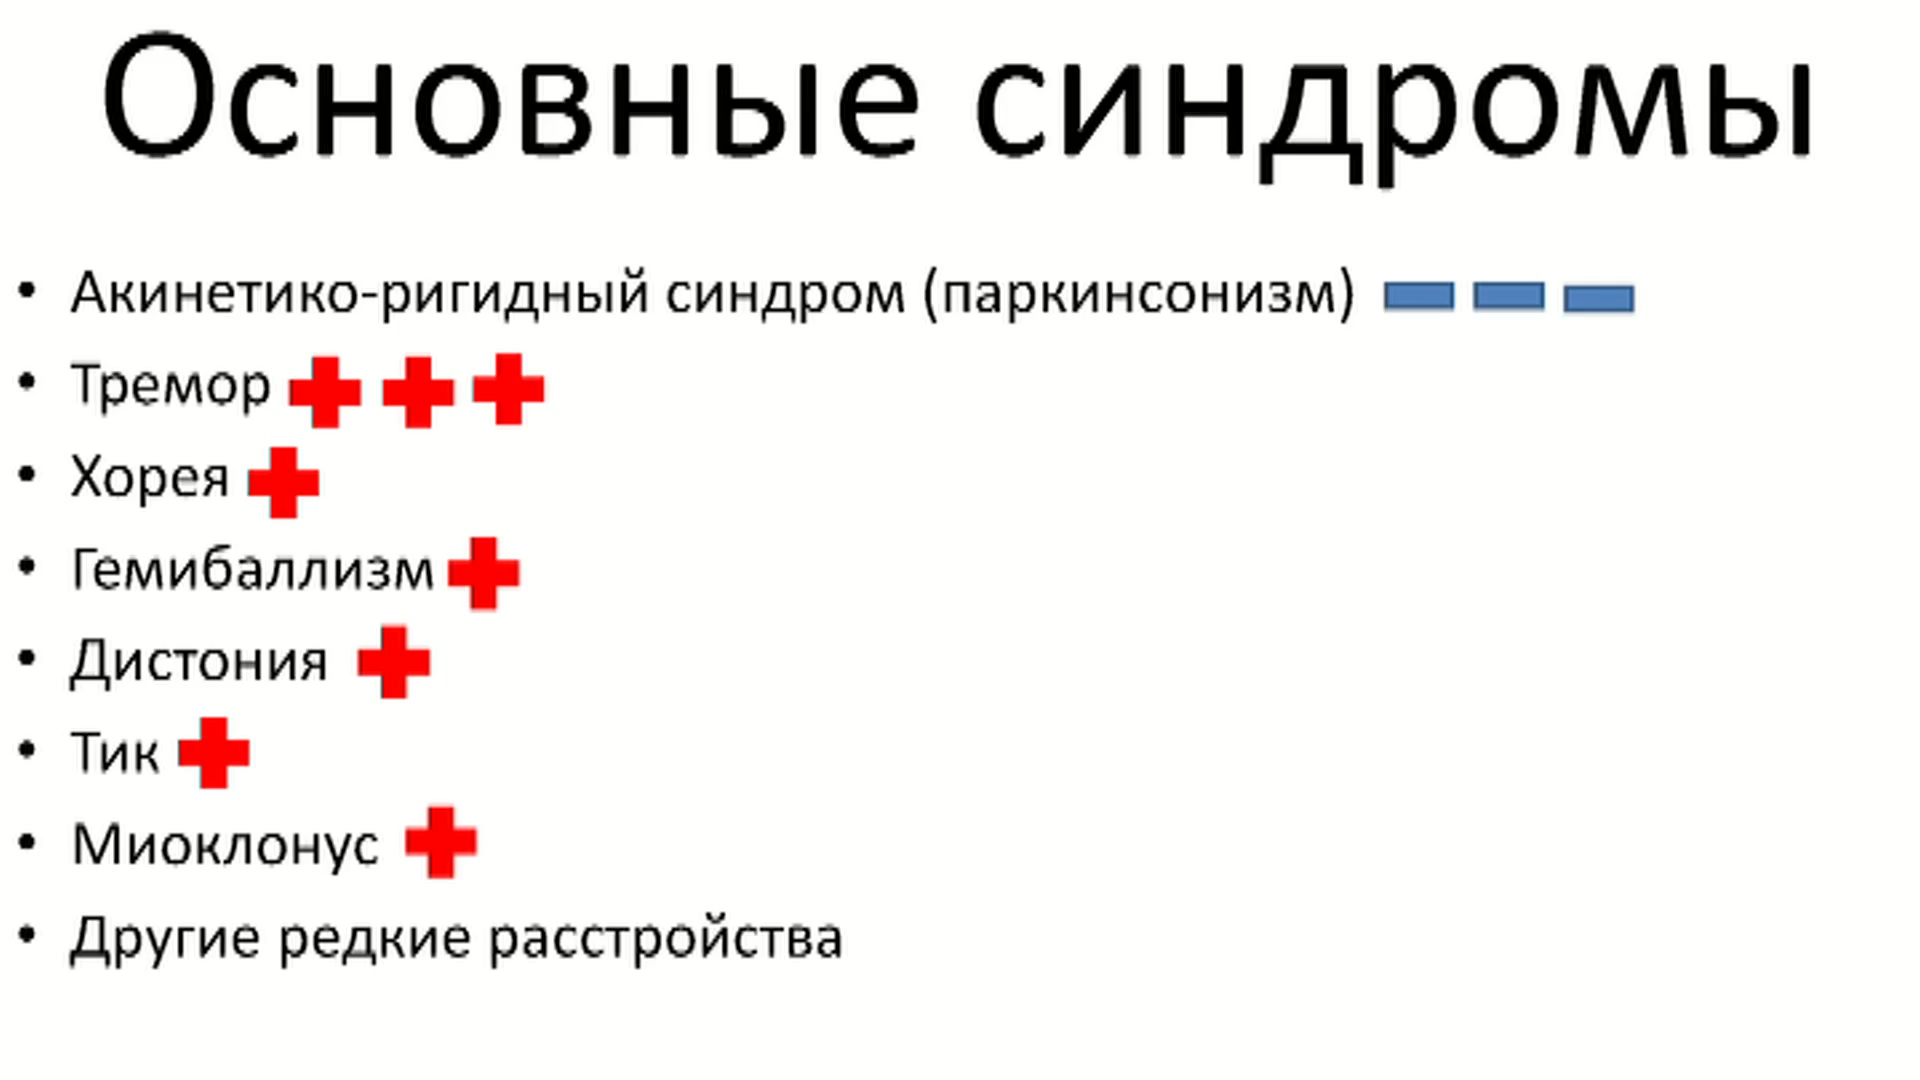 Основные синдромы
• Акинетико-ригидный синдром (паркинсонизм)
• Тремор
• Хорея
• Гемибаллизм
• Дистония
• Тик
• Миоклонус
• Другие редкие расстройства